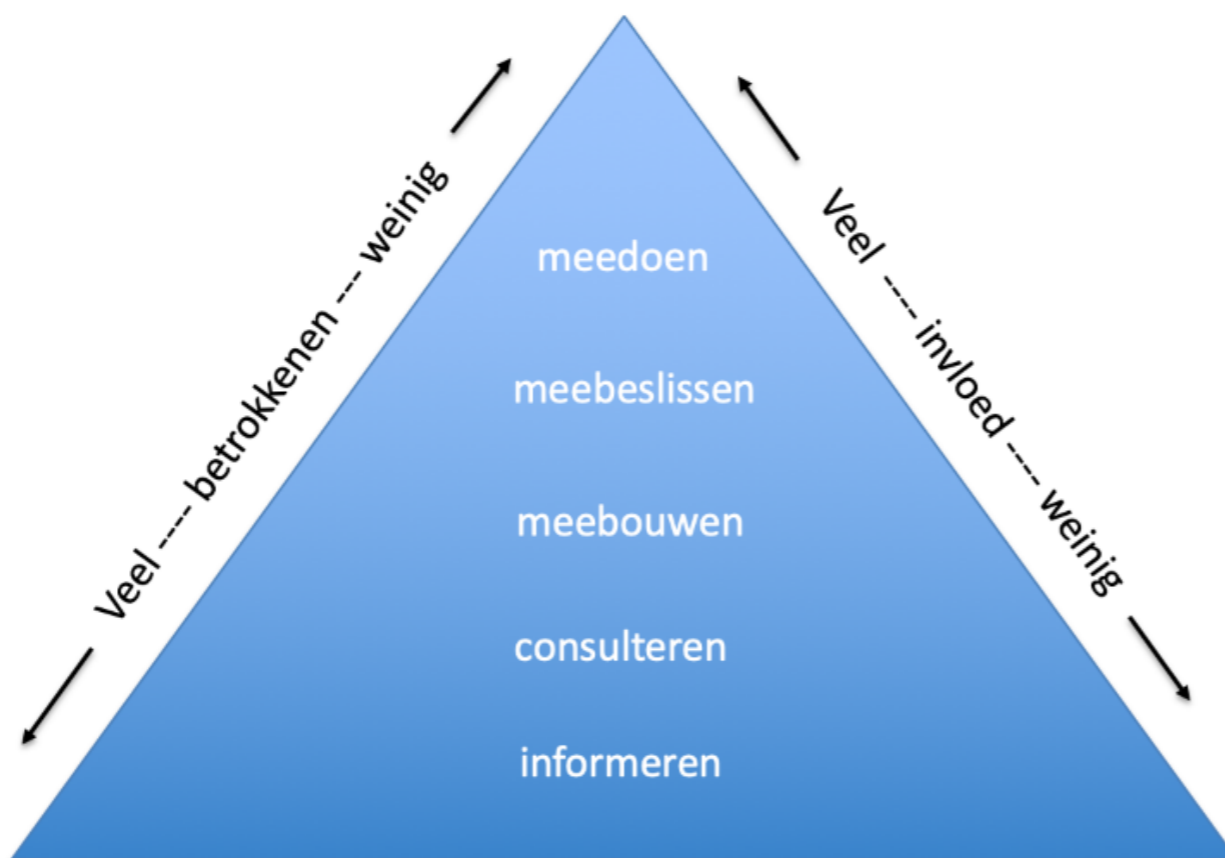 Veel ---- betrokkenen --- weinig
Veel ---- invloed ---- weinig
meedoen
meebeslissen
meebouwen
consulteren
informeren